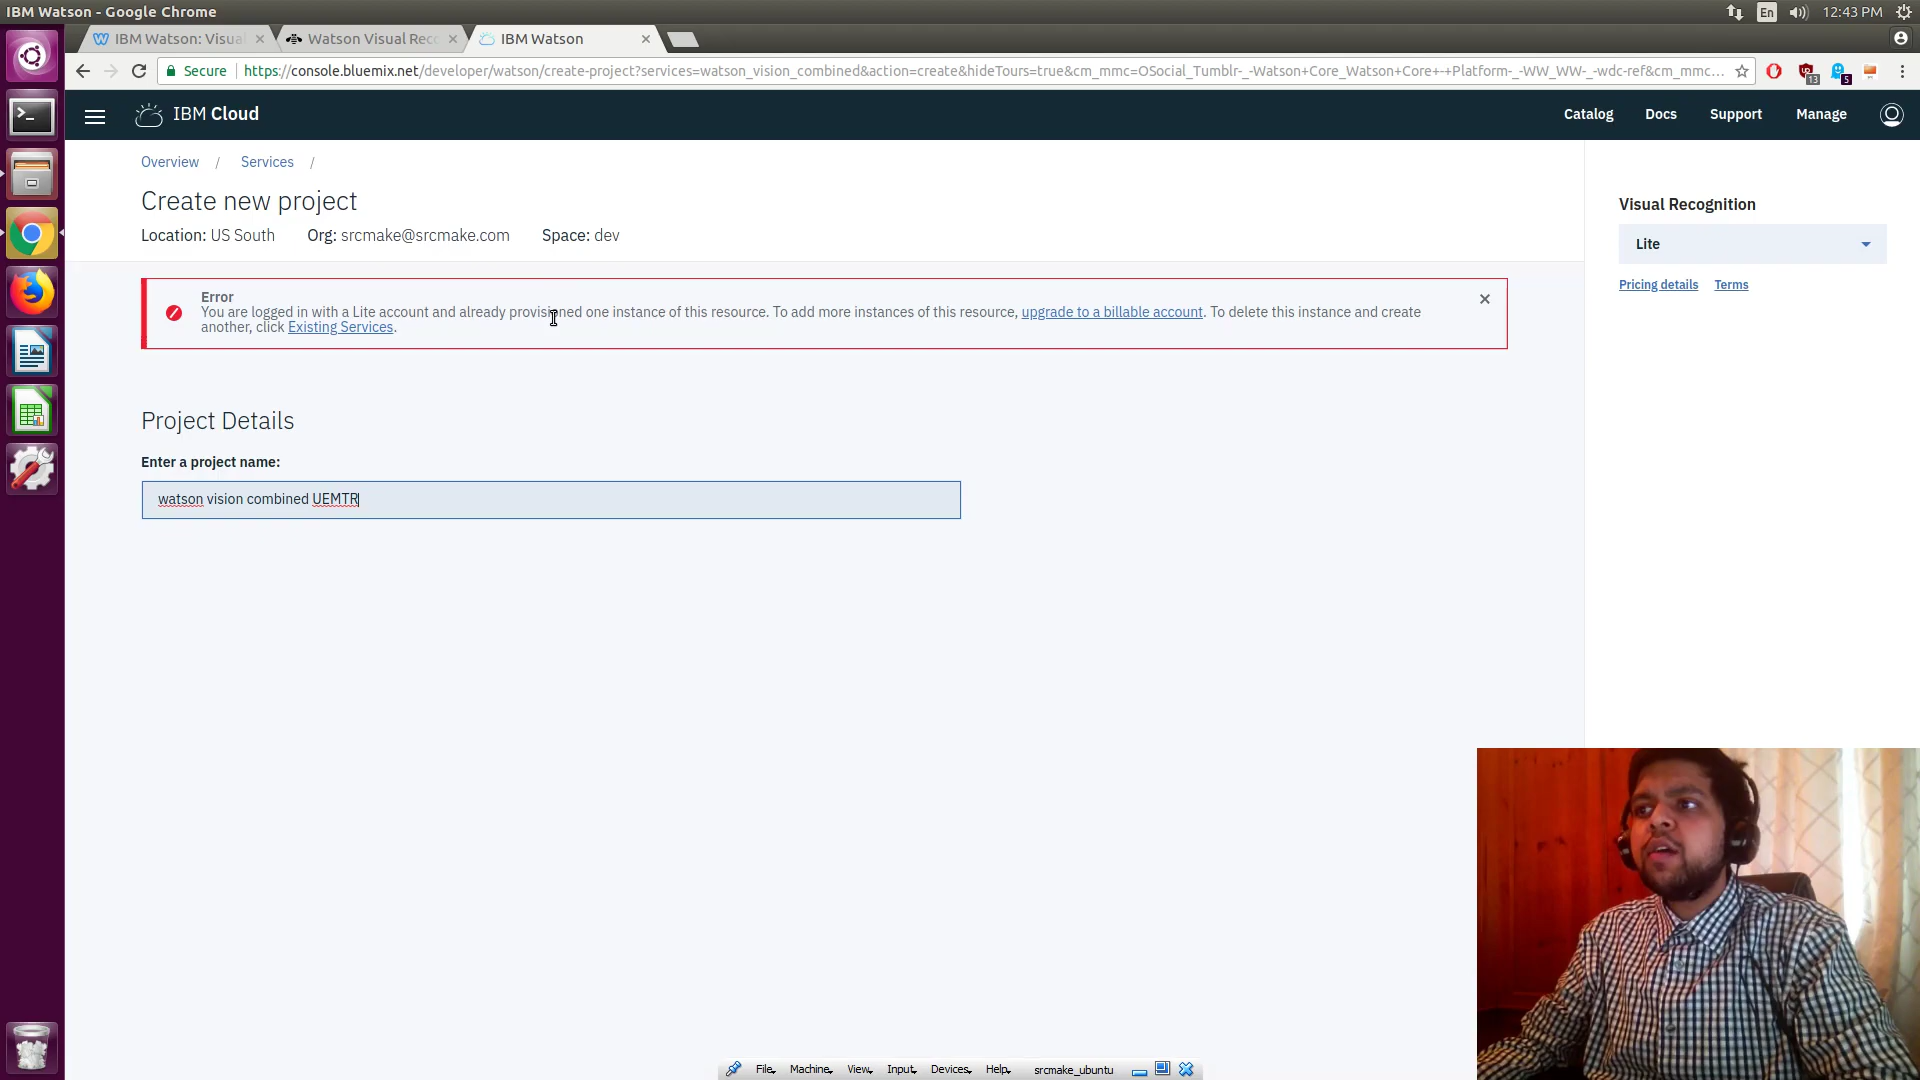 IBM Watson - Google Chrome
En
12:43 PM
IBM Watson: Visual
Watson Visual Rec
IBM Watson
Secure
https://console.bluemix.net/developer/watson/create-project?services=watson_vision_combined&action=create&hideTours=true&cm_mmc=OSocial_Tumblr-_-Watson+Core_Watson+Core+-+Platform-_-WW_WW-_-wdc-ref&cm_mmc...
13
5
IBM Cloud
Catalog
Docs
Support
Manage
Overview / Services /
Create new project
Location: US South Org: srcmake@srcmake.com Space: dev
Visual Recognition
Lite
Pricing details Terms
Error
You are logged in with a Lite account and already provisioned one instance of this resource. To add more instances of this resource, upgrade to a billable account. To delete this instance and create
another, click Existing Services.
Project Details
Enter a project name:
watson vision combined UEMTR
File Machine View Input Devices Help srcmake_ubuntu